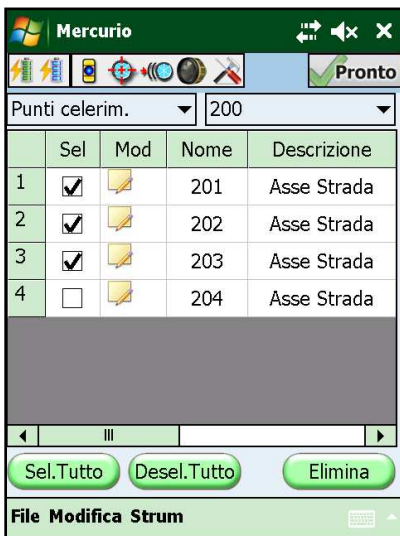 Mercurio
Pronto
Punti celerim. 200
Sel Mod Nome Descrizione
1 201 Asse Strada
2 202 Asse Strada
3 203 Asse Strada
4 204 Asse Strada
Sel.Tutto Desel.Tutto Elimina
File Modifica Strum